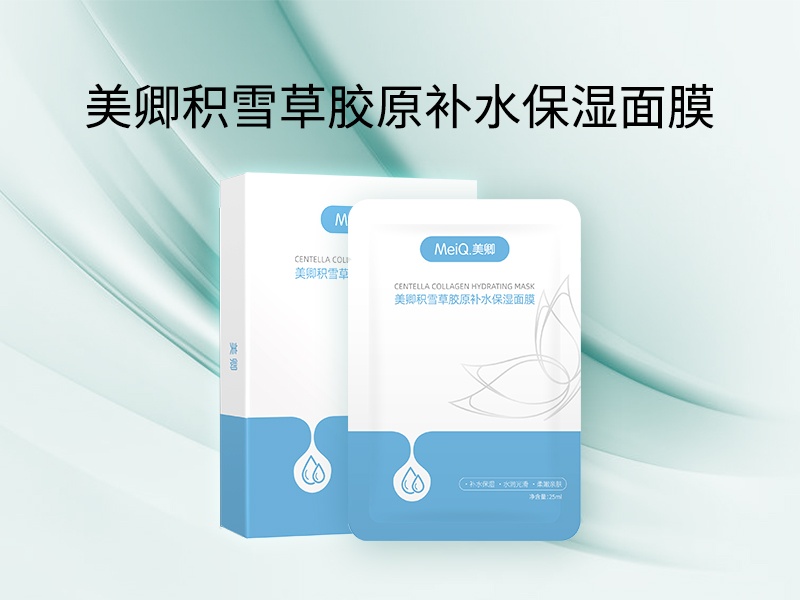 美卿积雪草胶原补水保湿面膜
M
CENTELLA COLL
美卿积雪草
美卿
MeiQ.美卿
CENTELLA COLLAGEN HYDRATING MASK
美卿积雪草胶原补水保湿面膜
·补水保湿 ·水润光滑 ·柔嫩亲肤
净含量:25ml